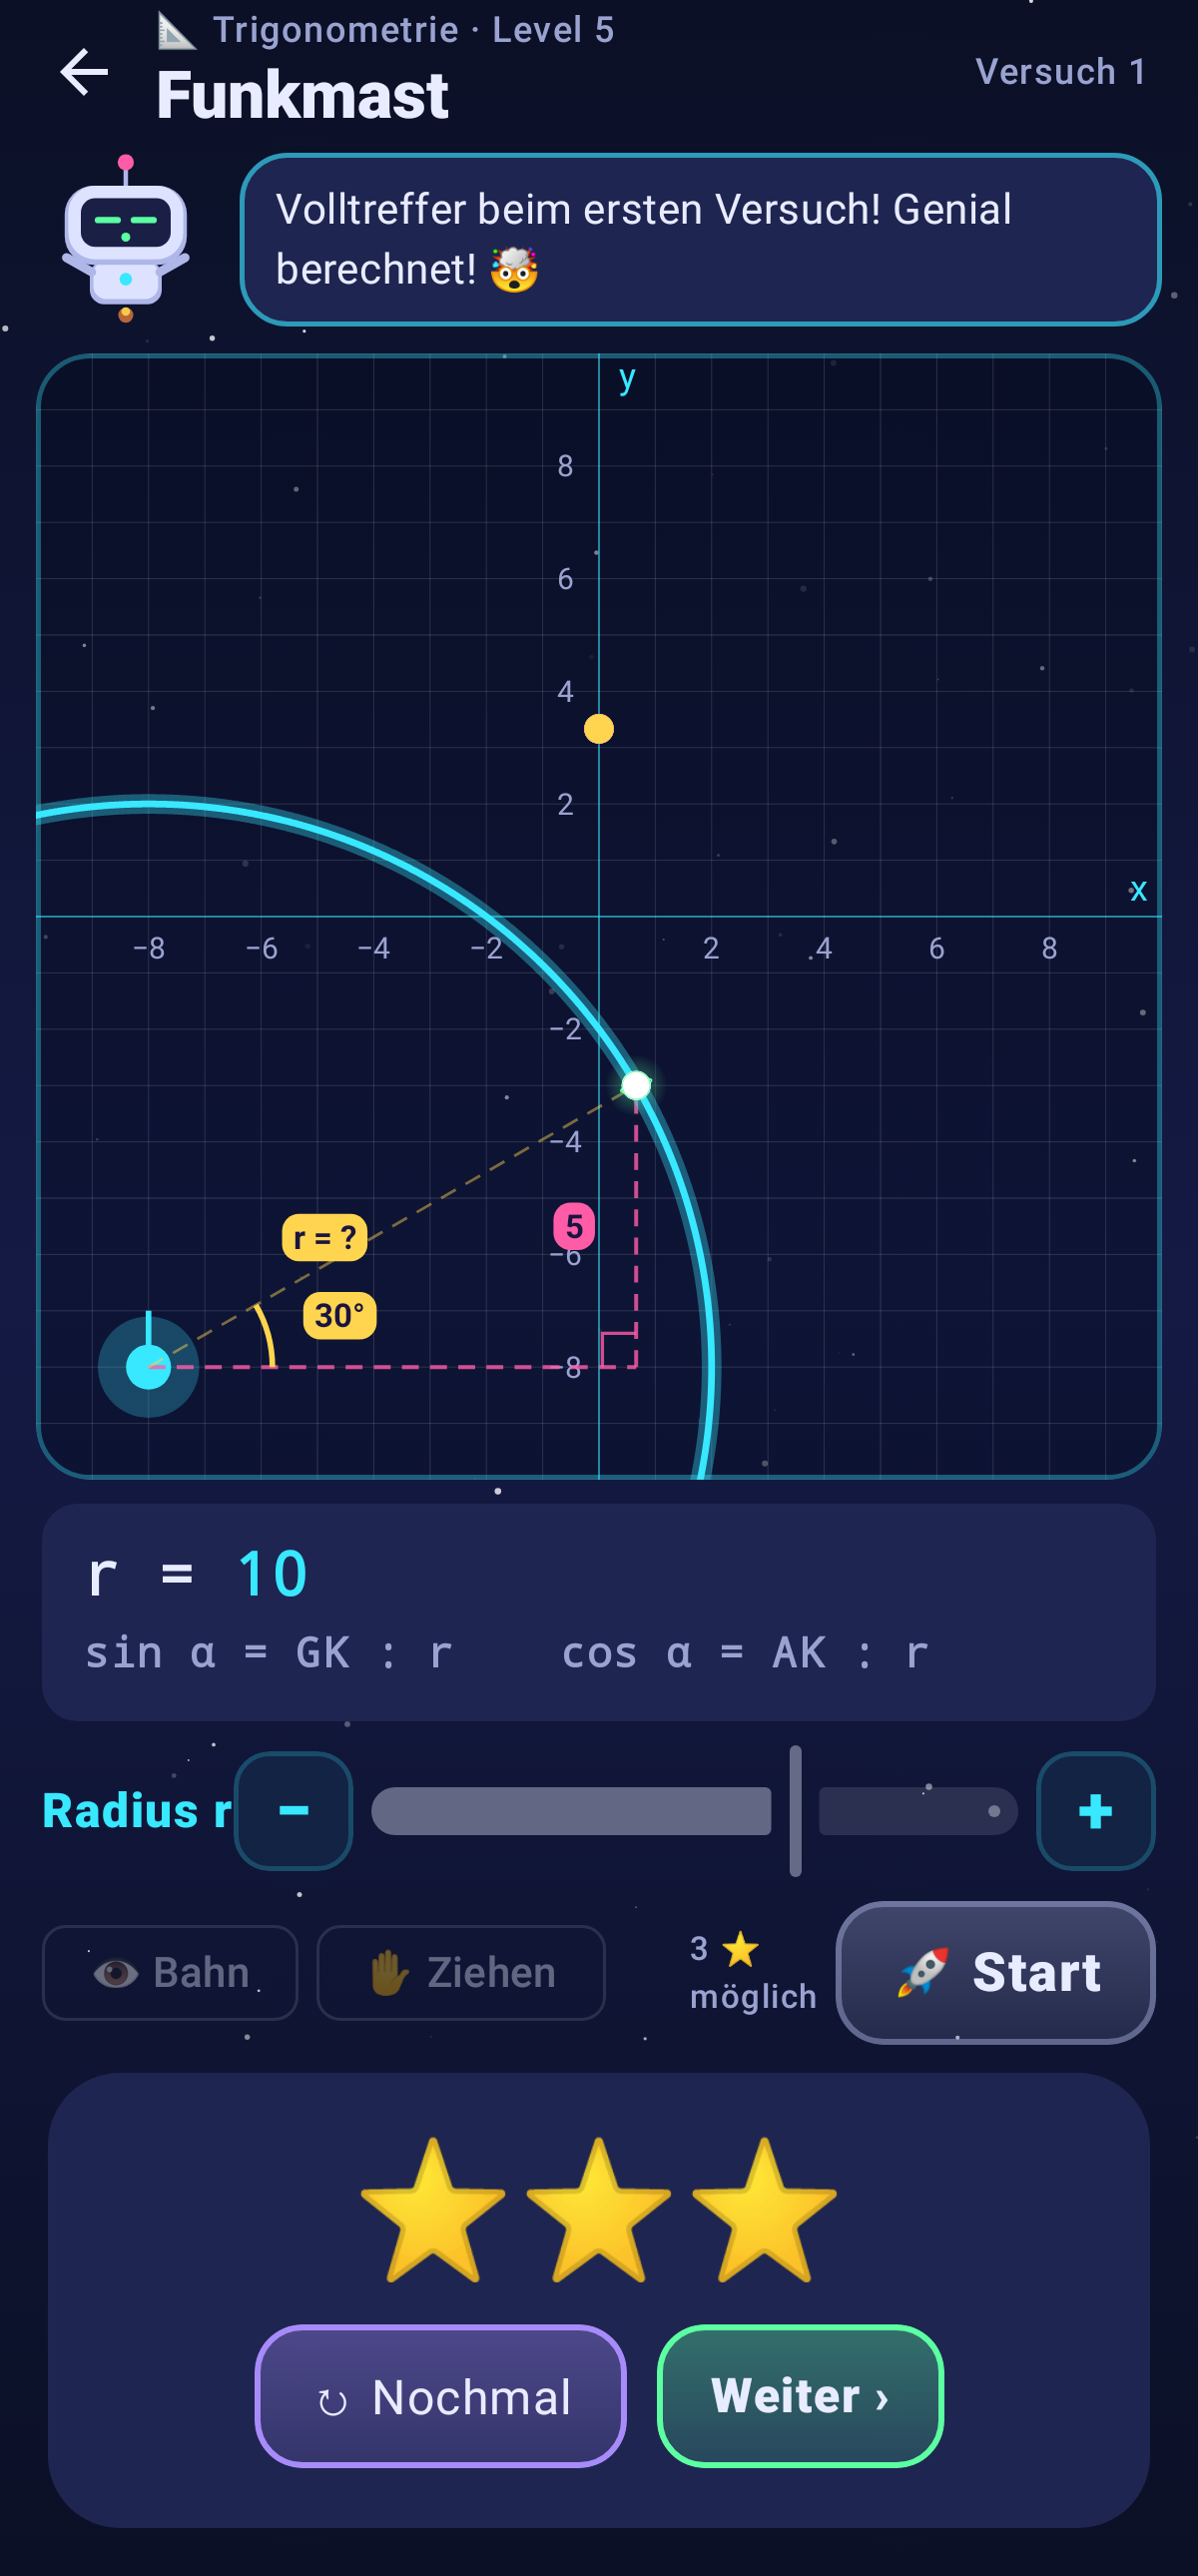 📐 Trigonometrie · Level 5
Funkmast
Versuch 1
Volltreffer beim ersten Versuch! Genial
berechnet! 🤯
y
8
6
4
2
x
−8 −6 −4 −2 2 4 6 8
−2
−4
r = ?
5
−6
30°
−8
r = 10
sin α = GK : r cos α = AK : r
Radius r − +
👁️ Bahn ✋ Ziehen
3 ⭐
möglich
🚀 Start
↻ Nochmal
Weiter ›